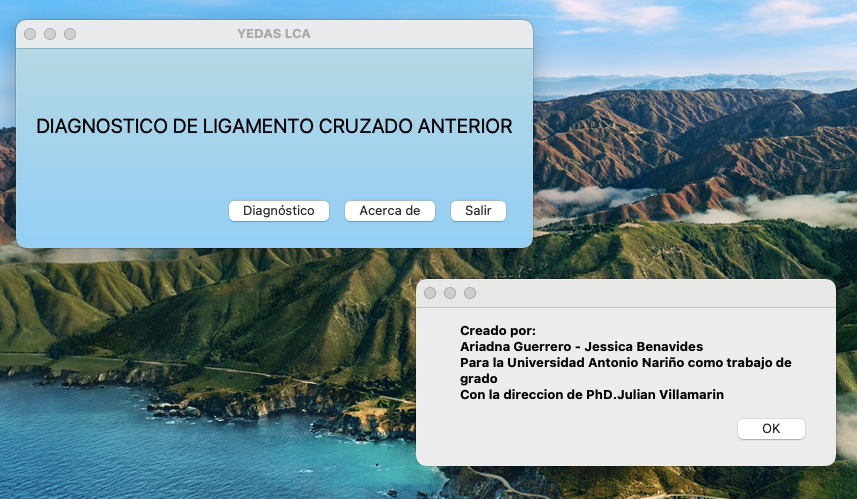 YEDAS LCA
DIAGNOSTICO DE LIGAMENTO CRUZADO ANTERIOR
Diagnóstico
Acerca de
Salir
Creado por:
Ariadna Guerrero - Jessica Benavides
Para la Universidad Antonio Nariño como trabajo de
grado
Con la direccion de PhD.Julian Villamarin
OK